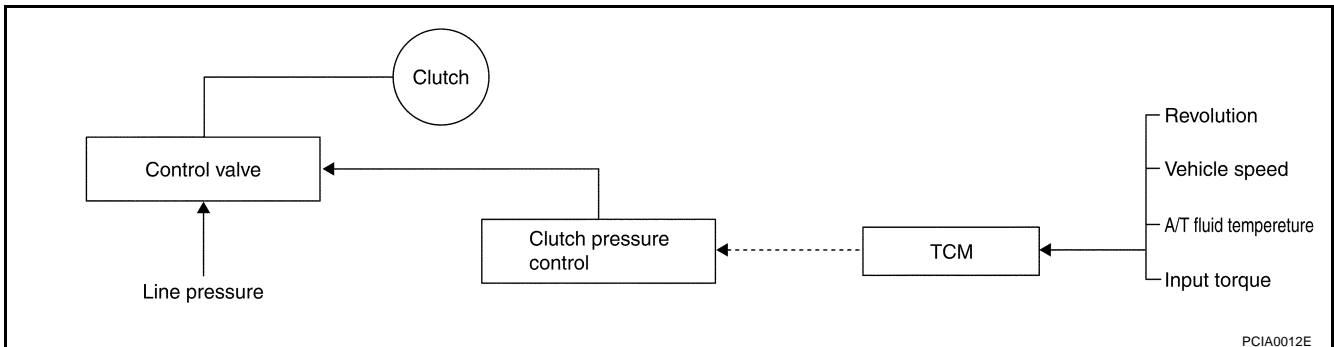 Clutch
Revolution
Control valve
Vehicle speed
A/T fluid tempereture
Clutch pressure
control
TCM
Input torque
Line pressure
PCIA0012E